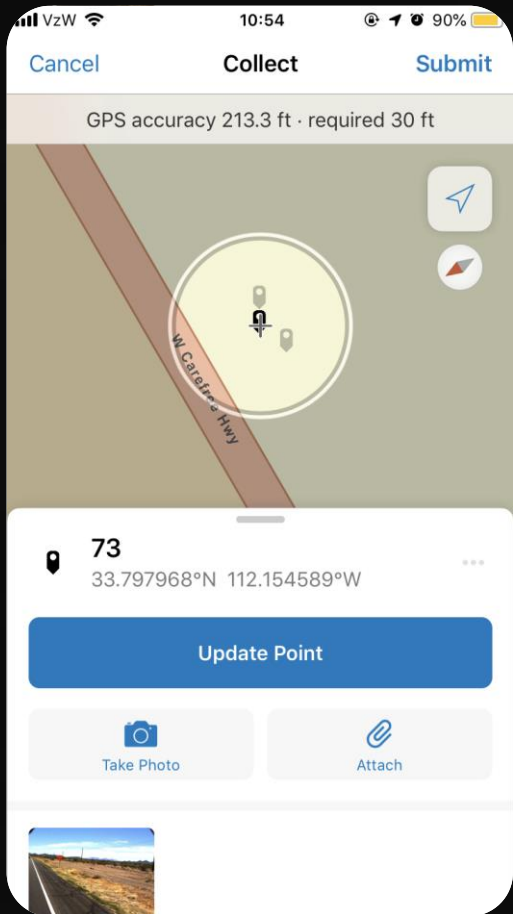 VzW 10:54 90%
Cancel Collect Submit
GPS accuracy 213.3 ft · required 30 ft
W Carefree Hwy
73
33.797968°N 112.154589°W
Update Point
Take Photo Attach